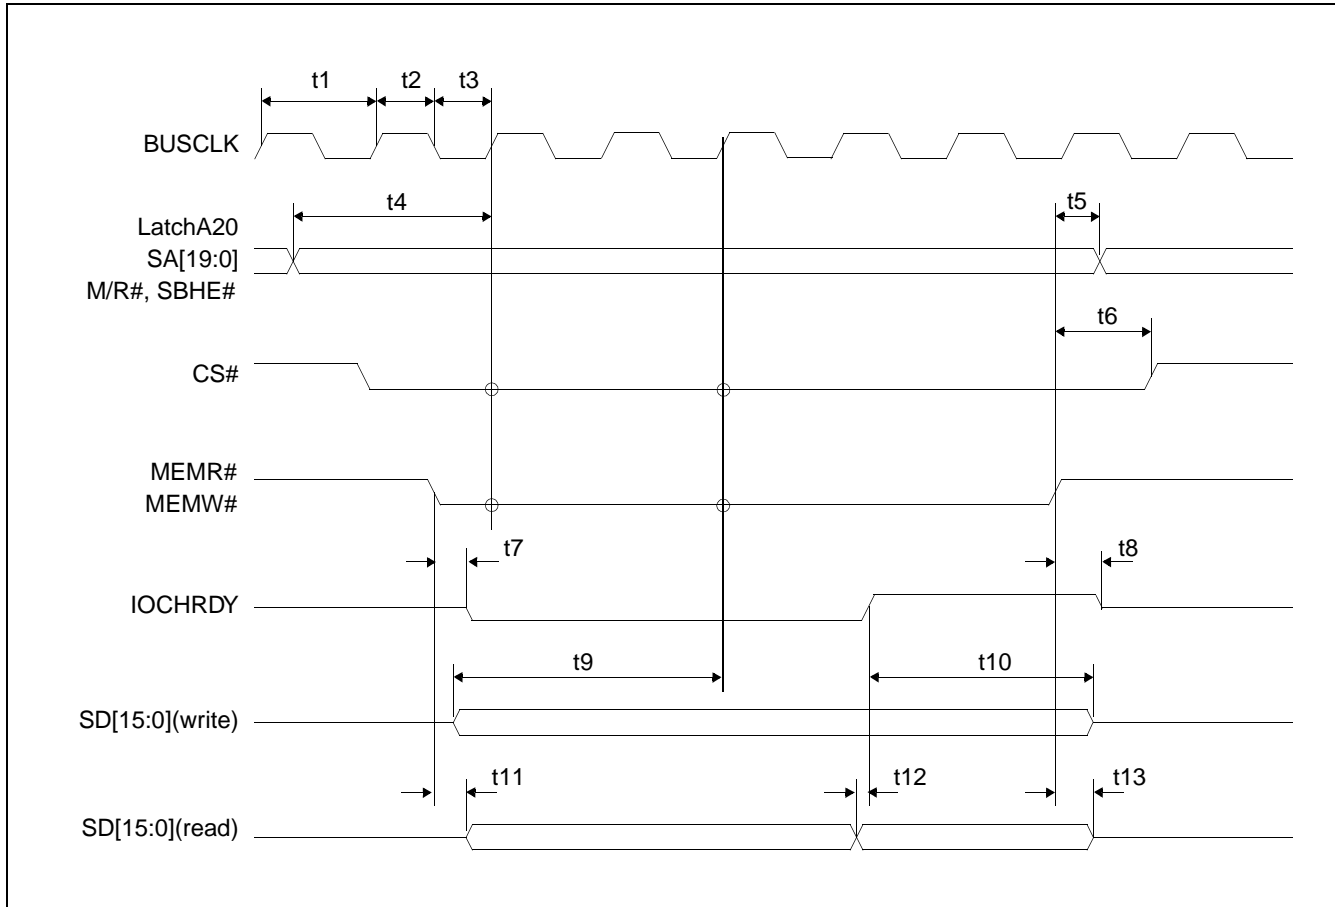 t1
t2
t3
BUSCLK
t4
t5
LatchA20
SA[19:0]
M/R#, SBHE#
t6
CS#
MEMR#
MEMW#
t7
t8
IOCHRDY
t9
t10
SD[15:0](write)
t11
t12
t13
SD[15:0](read)